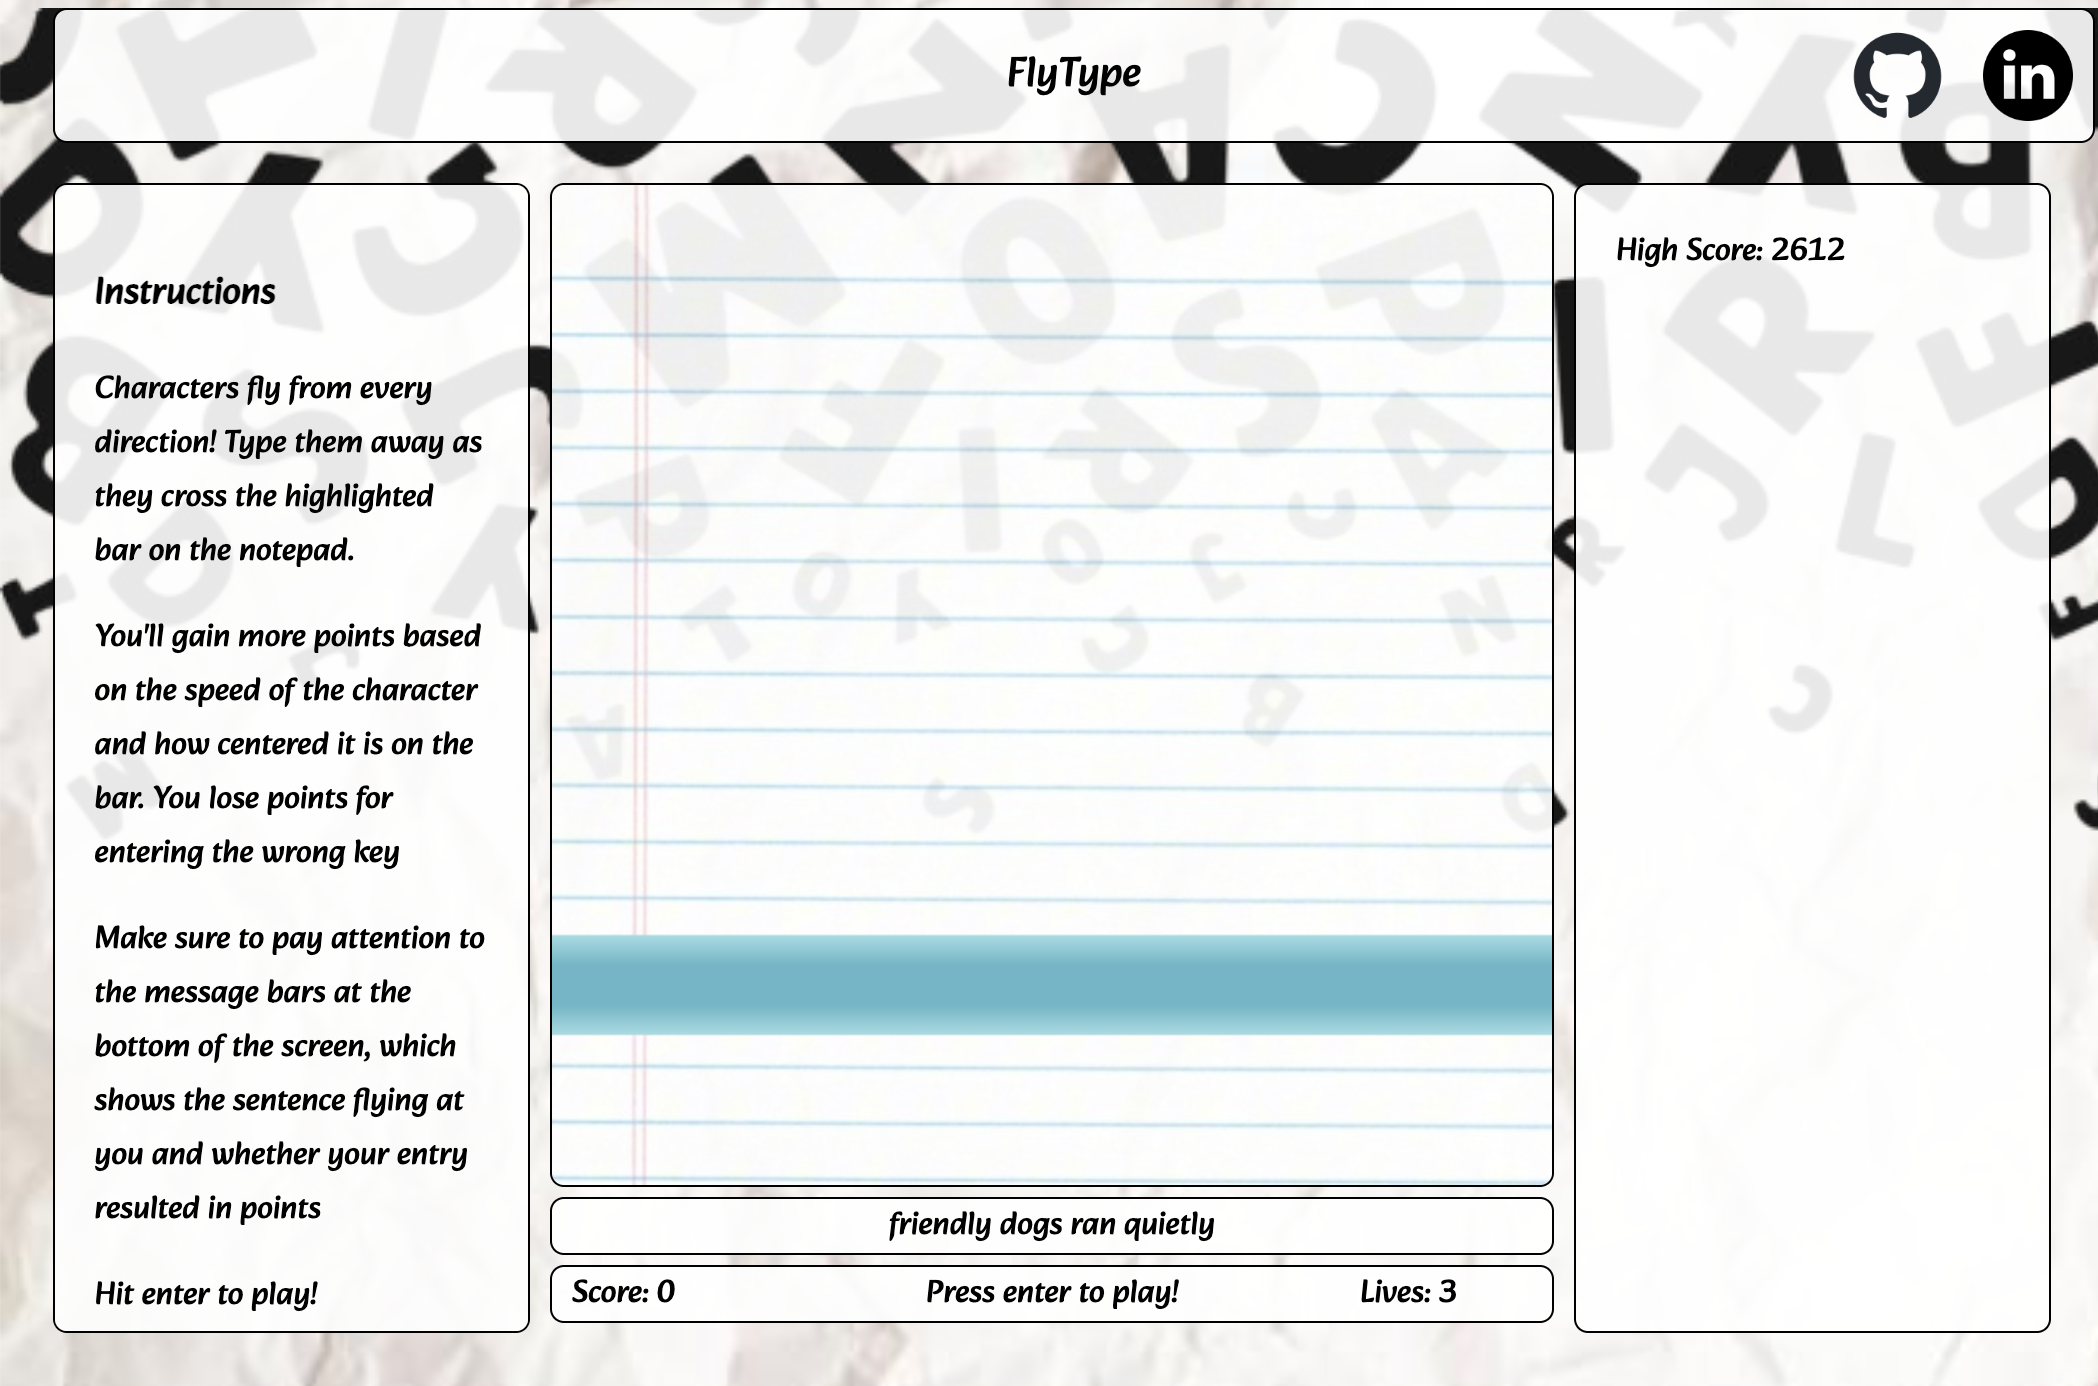 FlyType
in
Instructions
Characters fly from every
direction! Type them away as
they cross the highlighted
bar on the notepad.
You'll gain more points based
on the speed of the character
and how centered it is on the
bar. You lose points for
entering the wrong key
Make sure to pay attention to
the message bars at the
bottom of the screen, which
shows the sentence flying at
you and whether your entry
resulted in points
Hit enter to play!
friendly dogs ran quietly
Score: 0
Press enter to play!
Lives: 3
High Score: 2612